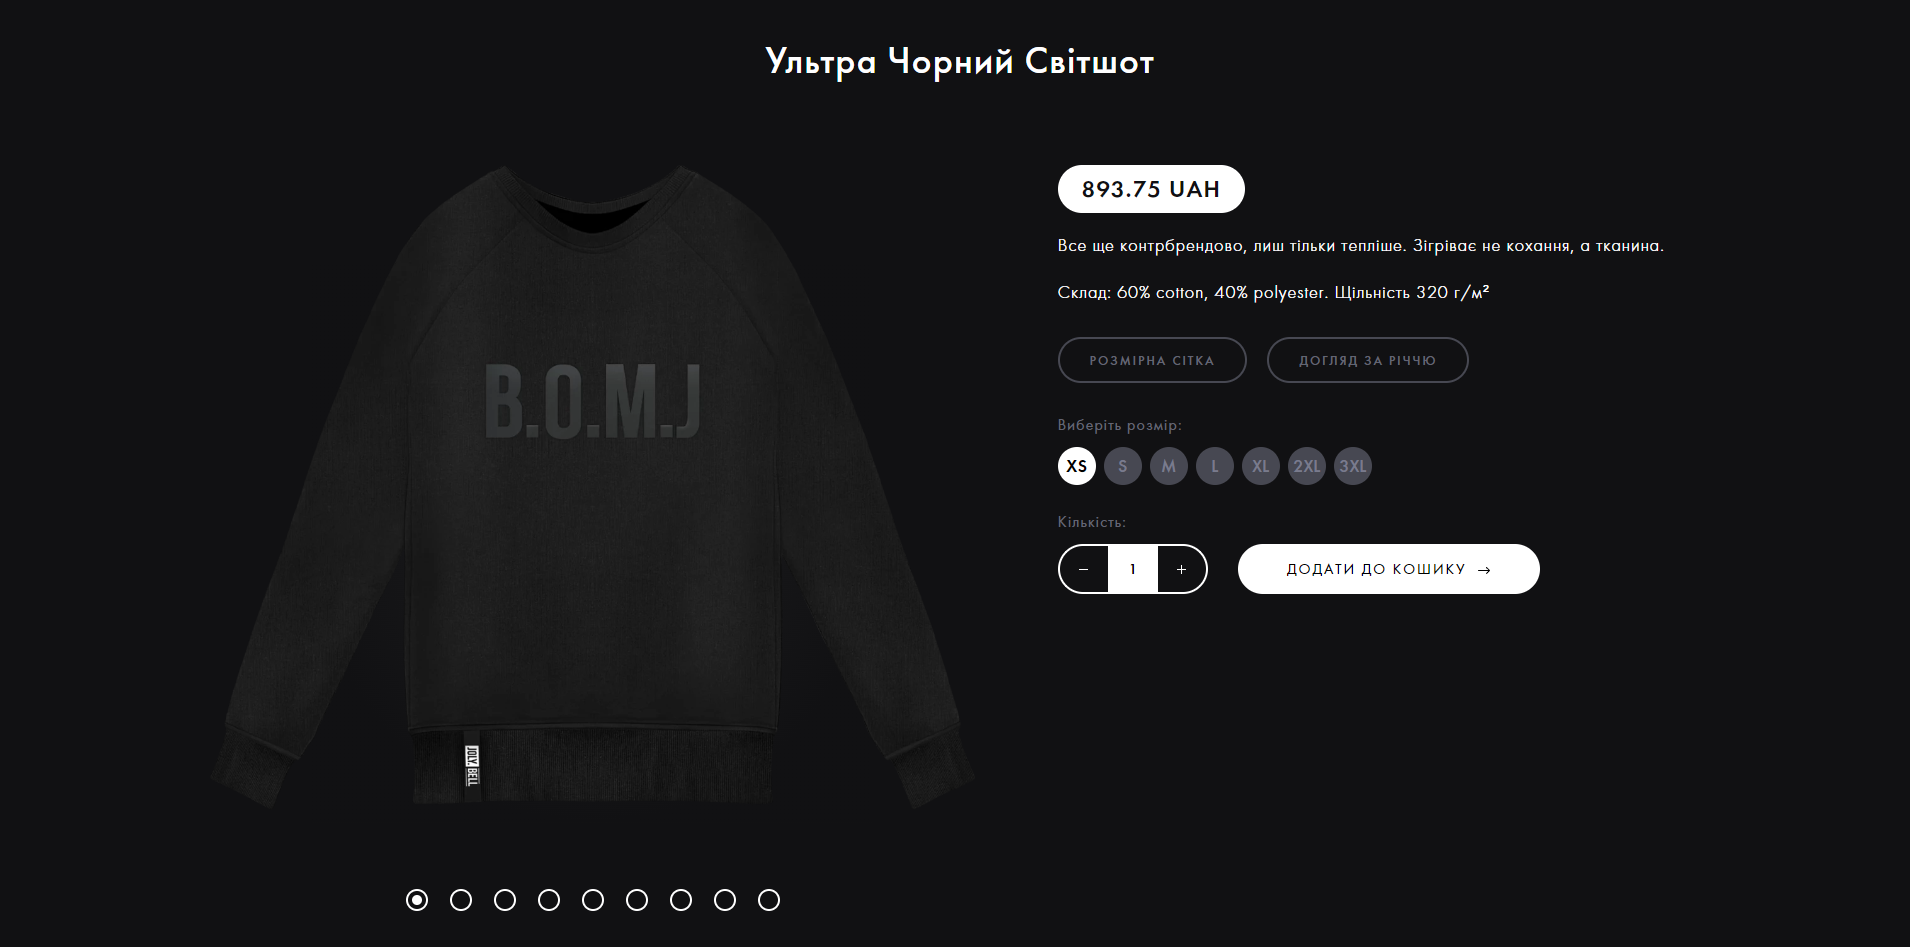 Ультра Чорний Світшот
893.75 UAH
Все ще контрбрендово, лиш тільки тепліше. Зігріває не кохання, а тканина.
Склад: 60% cotton, 40% polyester. Щільність 320 г/м²
РОЗМІРНА СІТКА
ДОГЛЯД ЗА РІЧЧЮ
Виберіть розмір:
XS S M L XL 2XL 3XL
Кількість:
− 1 +
ДОДАТИ ДО КОШИКУ →
B.O.M.J
JOLY BELL